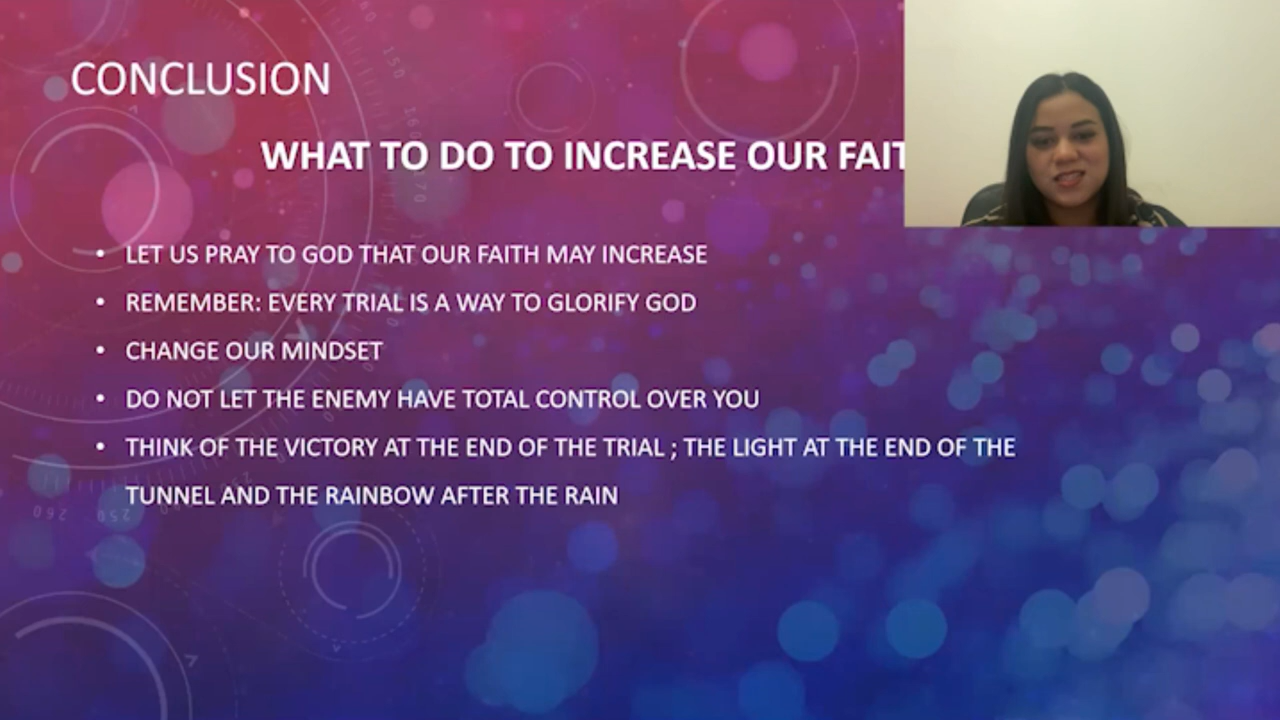 CONCLUSION
WHAT TO DO TO INCREASE OUR
• LET US PRAY TO GOD THAT OUR FAITH MAY INCREASE
• REMEMBER: EVERY TRIAL IS A WAY TO GLORIFY GOD
• CHANGE OUR MINDSET
• DO NOT LET THE ENEMY HAVE TOTAL CONTROL OVER YOU
• THINK OF THE VICTORY AT THE END OF THE TRIAL ; THE LIGHT AT THE END OF THE
TUNNEL AND THE RAINBOW AFTER THE RAIN